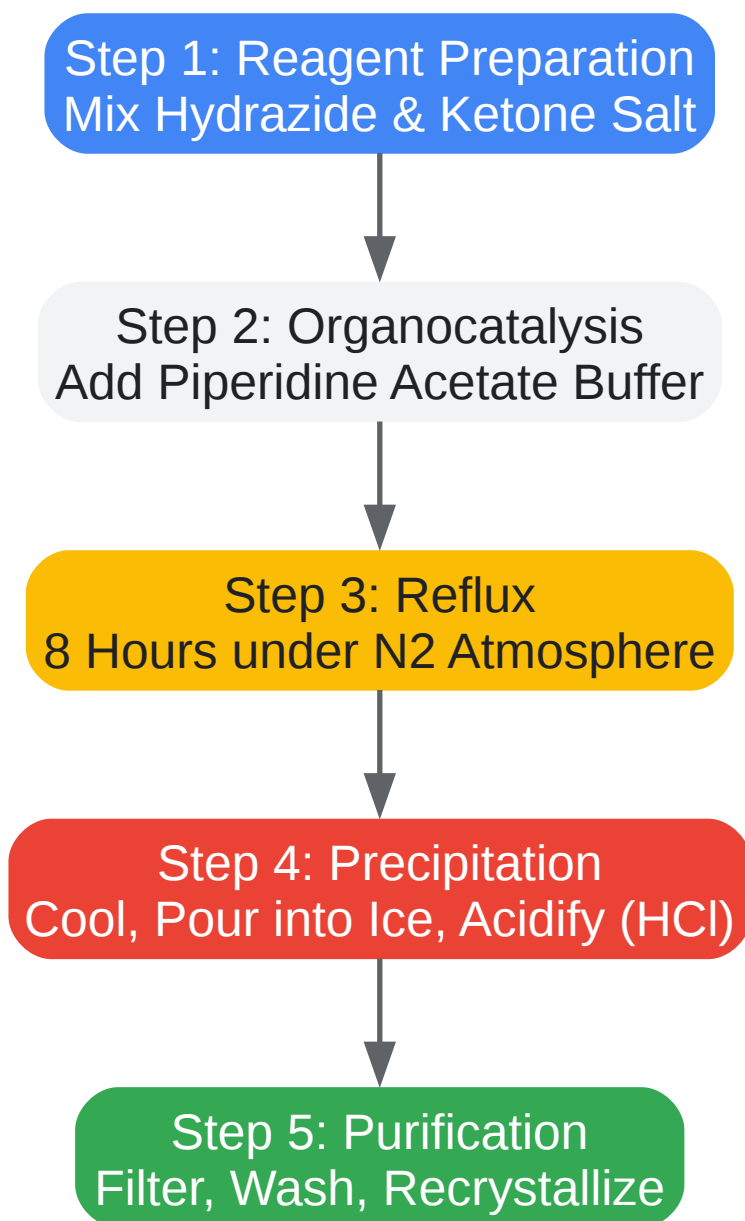 Step 1: Reagent Preparation
Mix Hydrazide & Ketone Salt
Step 2: Organocatalysis
Add Piperidine Acetate Buffer
Step 3: Reflux
8 Hours under N2 Atmosphere
Step 4: Precipitation
Cool, Pour into Ice, Acidify (HCl)
Step 5: Purification
Filter, Wash, Recrystallize